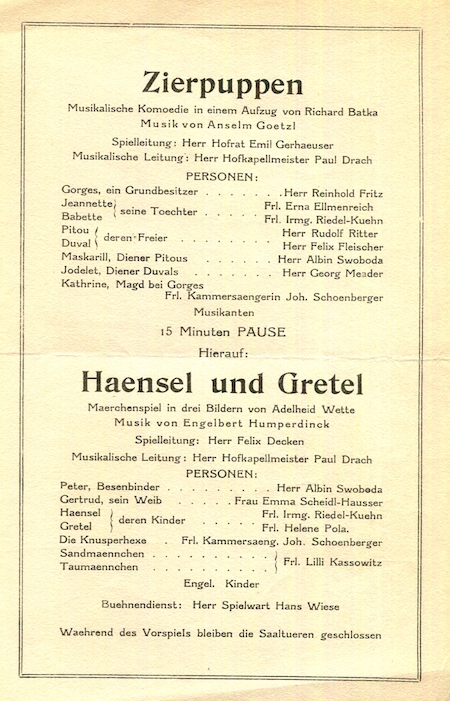 Zierpuppen
Musikalische Komoedie in einem Aufzug von Richard Batka
Musik von Anselm Goetzl
Spielleitung: Herr Hofrat Emil Gerhaeuser
Musikalische Leitung: Herr Hofkapellmeister Paul Drach
PERSONEN:
Gorges, ein Grundbesitzer . . . . . . . Herr Reinhold Fritz
Jeannette } seine Toechter . . . . . Frl. Erna Ellmenreich
Babette } Frl. Irmg. Riedel-Kuehn
Pitou { deren Freier . . . . . . . . Herr Rudolf Ritter
Duval { Herr Felix Fleischer
Maskarill, Diener Pitous . . . . . . Herr Albin Swoboda
Jodelet, Diener Duvals . . . . . . . Herr Georg Meader
Kathrine, Magd bei Gorges
Frl. Kammersaengerin Joh. Schoenberger
Musikanten
15 Minuten PAUSE
Hierauf:
Haensel und Gretel
Maerchenspiel in drei Bildern von Adelheid Wette
Musik von Engelbert Humperdinck
Spielleitung: Herr Felix Decken
Musikalische Leitung: Herr Hofkapellmeister Paul Drach
PERSONEN:
Peter, Besenbinder . . . . . . . . . Herr Albin Swoboda
Gertrud, sein Weib . . . . . Frau Emma Scheidl-Hausser
Haensel } deren Kinder . . . . . . Frl. Irmg. Riedel-Kuehn
Gretel } Frl. Helene Pola.
Die Knusperhexe . Frl. Kammersaeng. Joh. Schoenberger
Sandmaennchen . . . . . . . . . { Frl. Lilli Kassowitz
Taumaennchen . . . . . . . . . {
Engel. Kinder
Buehnendienst: Herr Spielwart Hans Wiese
Waehrend des Vorspiels bleiben die Saaltueren geschlossen